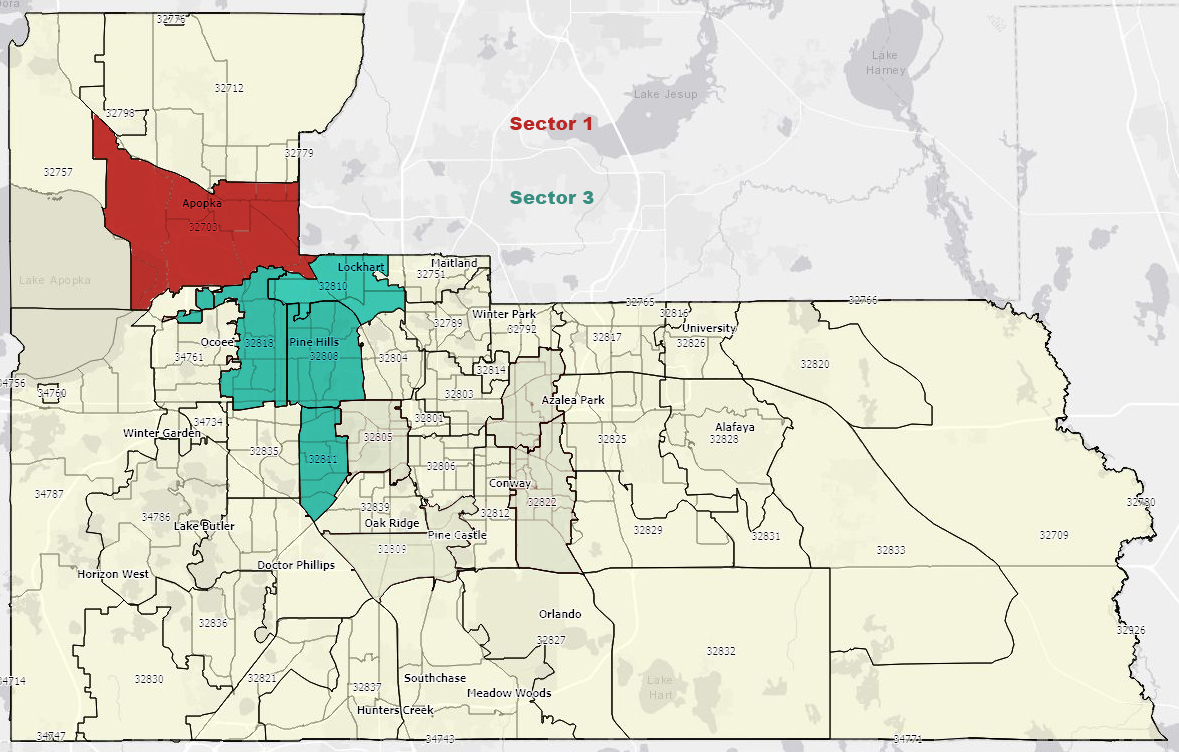 32776
32712
32798
32779
32757
Lake
Harney
Lake Jesup
Sector 1
Sector 3
Apopka
32703
Lake Apopka
Lockhart
32810
Maitland
32751
32765
32766
Winter Park
32792
32789
32816
University
32826
32817
Ocoee
34761
32818
Pine Hills
32808
32804
32814
32820
34756
34760
32803
Azalea Park
32801
34734
Winter Garden
32805
32835
32825
Alafaya
32828
32811
32806
Conway
34787
34786
Lake Butler
32839
Oak Ridge
32812
32822
32780
Pine Castle
32829
32831
32709
32809
32833
Doctor Phillips
Horizon West
Orlando
32836
32827
32832
32926
34714
32830
32821
32837
Southchase
Meadow Woods
Hunters Creek
Lake
Hart
34747
34743
34771